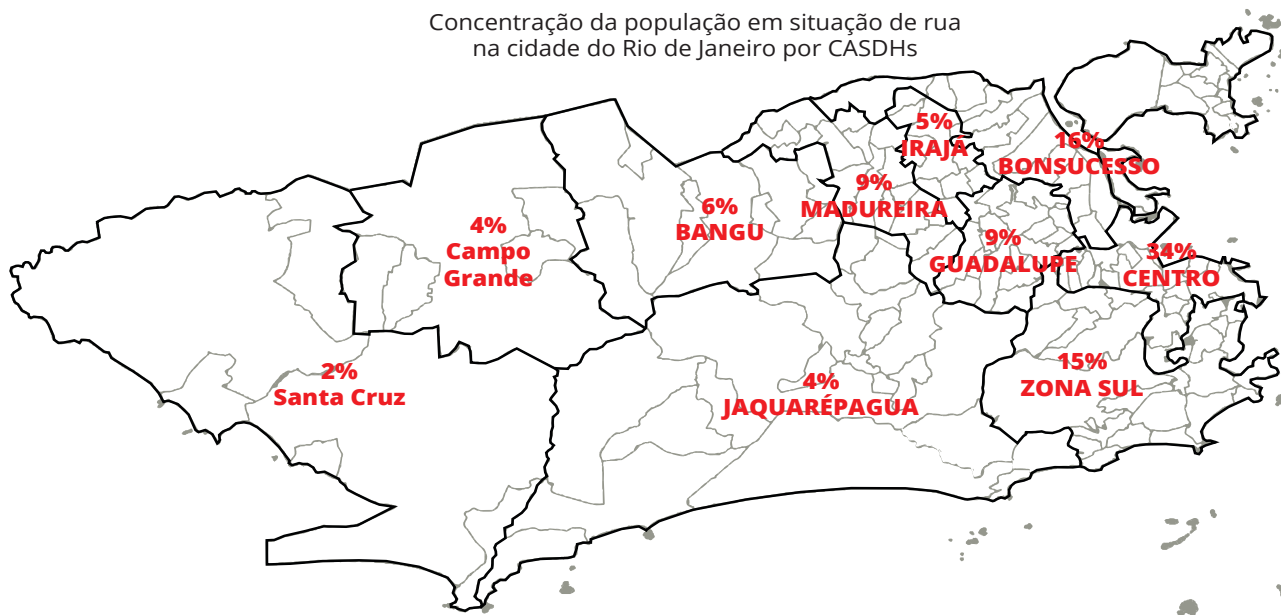 Concentração da população em situação de rua
na cidade do Rio de Janeiro por CASDHs
5%
IRAJÁ
16%
BONSUCESSO
9%
MADUREIRA
6%
BANGU
4%
Campo
Grande
9%
GUADALUPE
34%
CENTRO
15%
ZONA SUL
2%
Santa Cruz
4%
JAQUARÉPAGUA